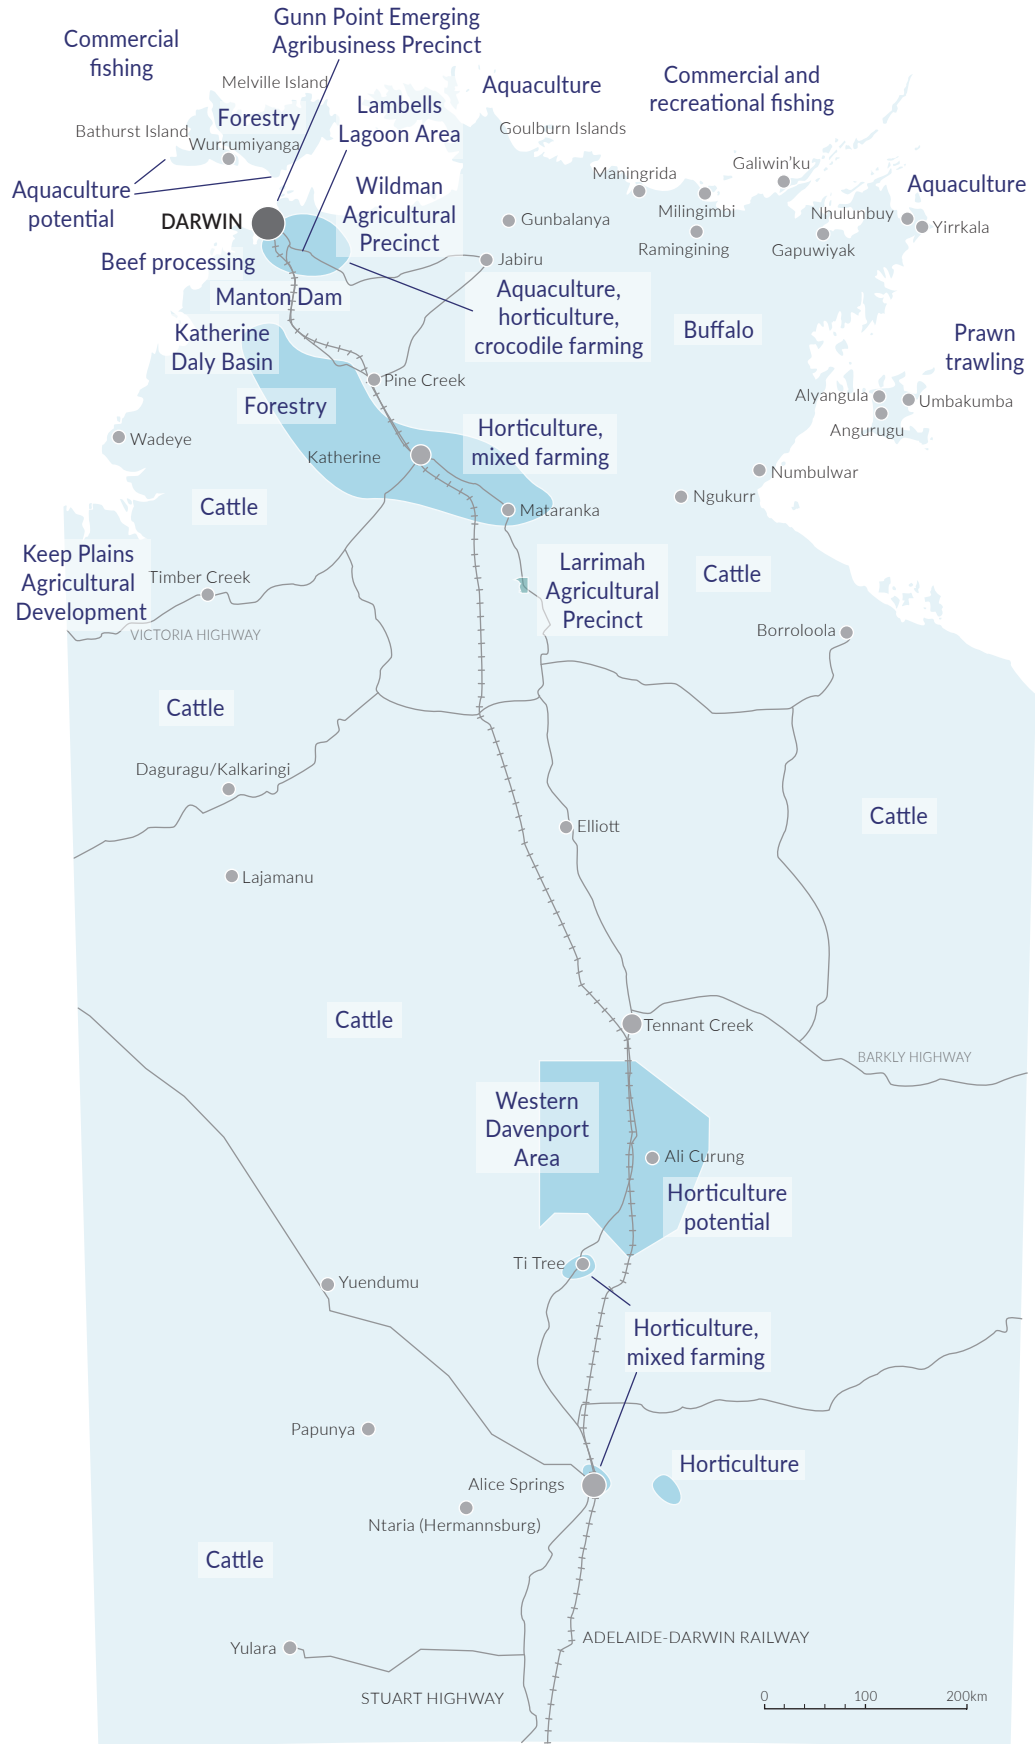 Gunn Point Emerging
Agribusiness Precinct
Commercial
fishing
Melville Island
Aquaculture
Commercial and
recreational fishing
Lambells
Lagoon Area
Forestry
Bathurst Island
Wurrumiyanga
Goulburn Islands
Maningrida
Galiwin'ku
Aquaculture
potential
Wildman
Agricultural
Precinct
Aquaculture
DARWIN
Gunbalanya
Milingimbi
Nhulunbuy
Yirrkala
Ramingining
Gapuwiyak
Beef processing
Jabiru
Manton Dam
Aquaculture,
horticulture,
crocodile farming
Buffalo
Katherine
Daly Basin
Prawn
trawling
Pine Creek
Forestry
Alyangula
Umbakumba
Angurugu
Wadeye
Horticulture,
mixed farming
Katherine
Numbulwar
Ngukurr
Cattle
Mataranka
Keep Plains
Agricultural
Development
Timber Creek
Larrimah
Agricultural
Precinct
Cattle
VICTORIA HIGHWAY
Borroloola
Cattle
Daguragu/Kalkaringi
Elliott
Cattle
Lajamanu
Cattle
Tennant Creek
BARKLY HIGHWAY
Western
Davenport
Area
Ali Curung
Horticulture
potential
Ti Tree
Yuendumu
Horticulture,
mixed farming
Papunya
Horticulture
Alice Springs
Ntaria (Hermannsburg)
Cattle
Yulara
ADELAIDE-DARWIN RAILWAY
STUART HIGHWAY
0 100 200km